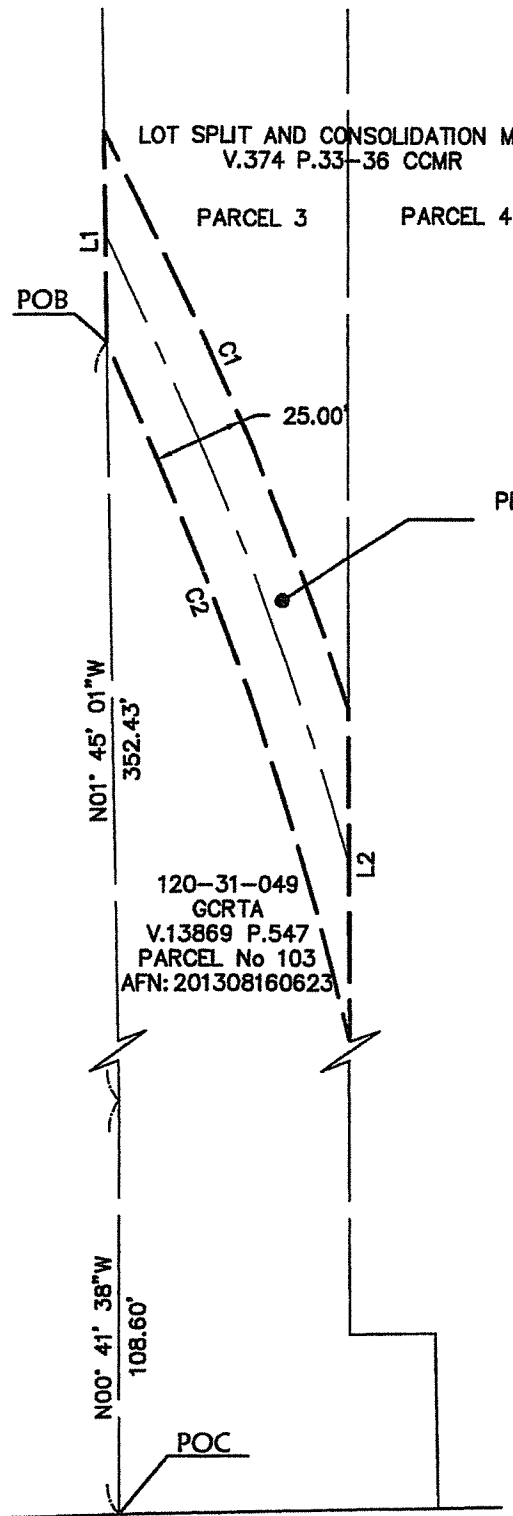 LOT SPLIT AND CONSOLIDATION M
V.374 P.33-36 CCMR
PARCEL 3
PARCEL 4
L1
POB
C1
25.00'
C2
N01° 45' 01"W
352.43'
L2
120-31-049
GCRTA
V.13869 P.547
PARCEL No 103
AFN: 201308160623
N00° 41' 38"W
108.60'
POC